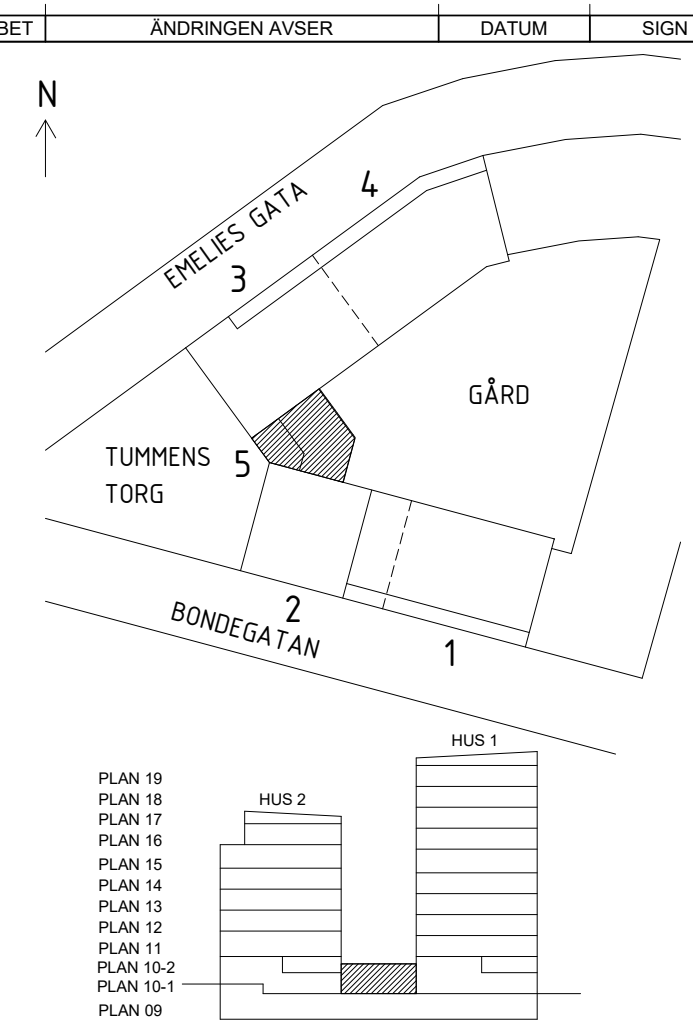 BET ÄNDRINGEN AVSER DATUM SIGN
N
4
EMELIES GATA
3
GÅRD
TUMMENS 5
TORG
2
BONDEGATAN
1
HUS 1
PLAN 19
PLAN 18 HUS 2
PLAN 17
PLAN 16
PLAN 15
PLAN 14
PLAN 13
PLAN 12
PLAN 11
PLAN 10-2
PLAN 10-1
PLAN 09